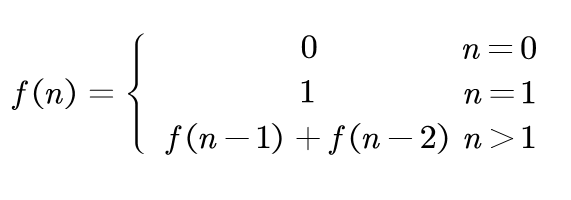 f(n) = { 0 n = 0
1 n = 1
f(n − 1) + f(n − 2) n > 1